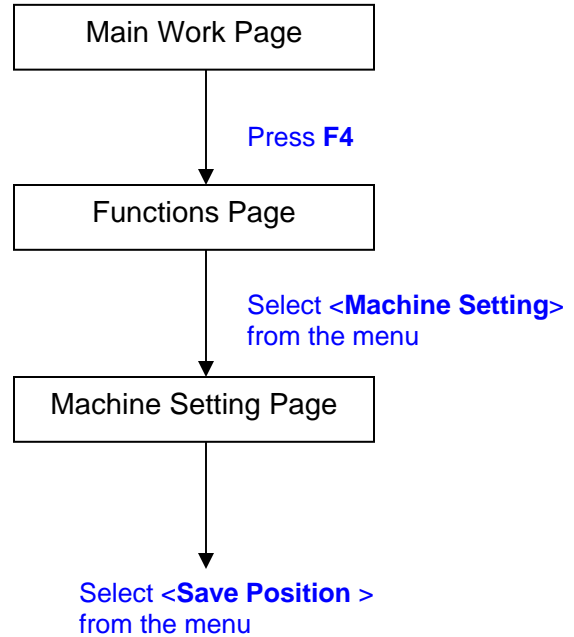 Main Work Page
Press F4
Functions Page
Select <Machine Setting>
from the menu
Machine Setting Page
Select <Save Position >
from the menu